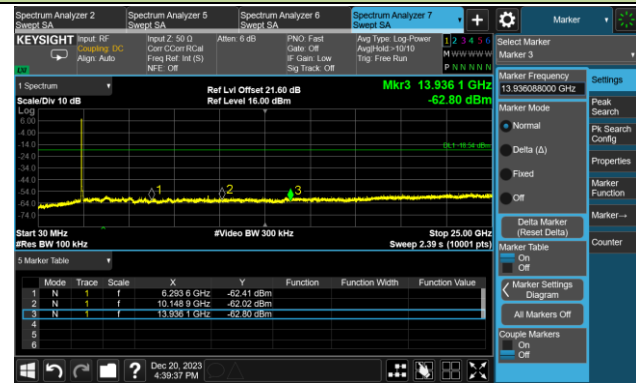 Spectrum Analyzer 2
Swept SA
Spectrum Analyzer 5
Swept SA
Spectrum Analyzer 6
Swept SA
Spectrum Analyzer 7
Swept SA
+
Marker
KEYSIGHT
Input: RF
Coupling: DC
Align: Auto
Input Z: 50 Ω
Corr CCorr RCal
Freq Ref: Int (S)
NFE: Off
Atten: 6 dB
PNO: Fast
Gate: Off
IF Gain: Low
Sig Track: Off
Avg Type: Log-Power
Avg|Hold:>10/10
Trig: Free Run
1 2 3 4 5 6
M W W W W W
P N N N N N
Select Marker
Marker 3
1 Spectrum
Scale/Div 10 dB
Ref Lvl Offset 21.60 dB
Ref Level 16.00 dBm
Mkr3 13.936 1 GHz
-62.80 dBm
Log
6.00
-4.00
-14.0
-24.0
-34.0
-44.0
-54.0
-64.0
-74.0
DL1 -18.54 dBm
1
2
3
Start 30 MHz
#Res BW 100 kHz
#Video BW 300 kHz
Stop 25.00 GHz
Sweep 2.39 s (10001 pts)
5 Marker Table
Mode Trace Scale X Y Function Function Width Function Value
1 N 1 f 6.293 6 GHz -62.41 dBm
2 N 1 f 10.148 9 GHz -62.02 dBm
3 N 1 f 13.936 1 GHz -62.80 dBm
4
5
6
Marker Frequency
13.936088000 GHz
Marker Mode
Normal
Delta (Δ)
Fixed
Off
Delta Marker
(Reset Delta)
Marker Table
On
Off
Marker Settings
Diagram
All Markers Off
Couple Markers
On
Off
Settings
Peak
Search
Pk Search
Config
Properties
Marker
Function
Marker→
Counter
?
Dec 20, 2023
4:39:37 PM